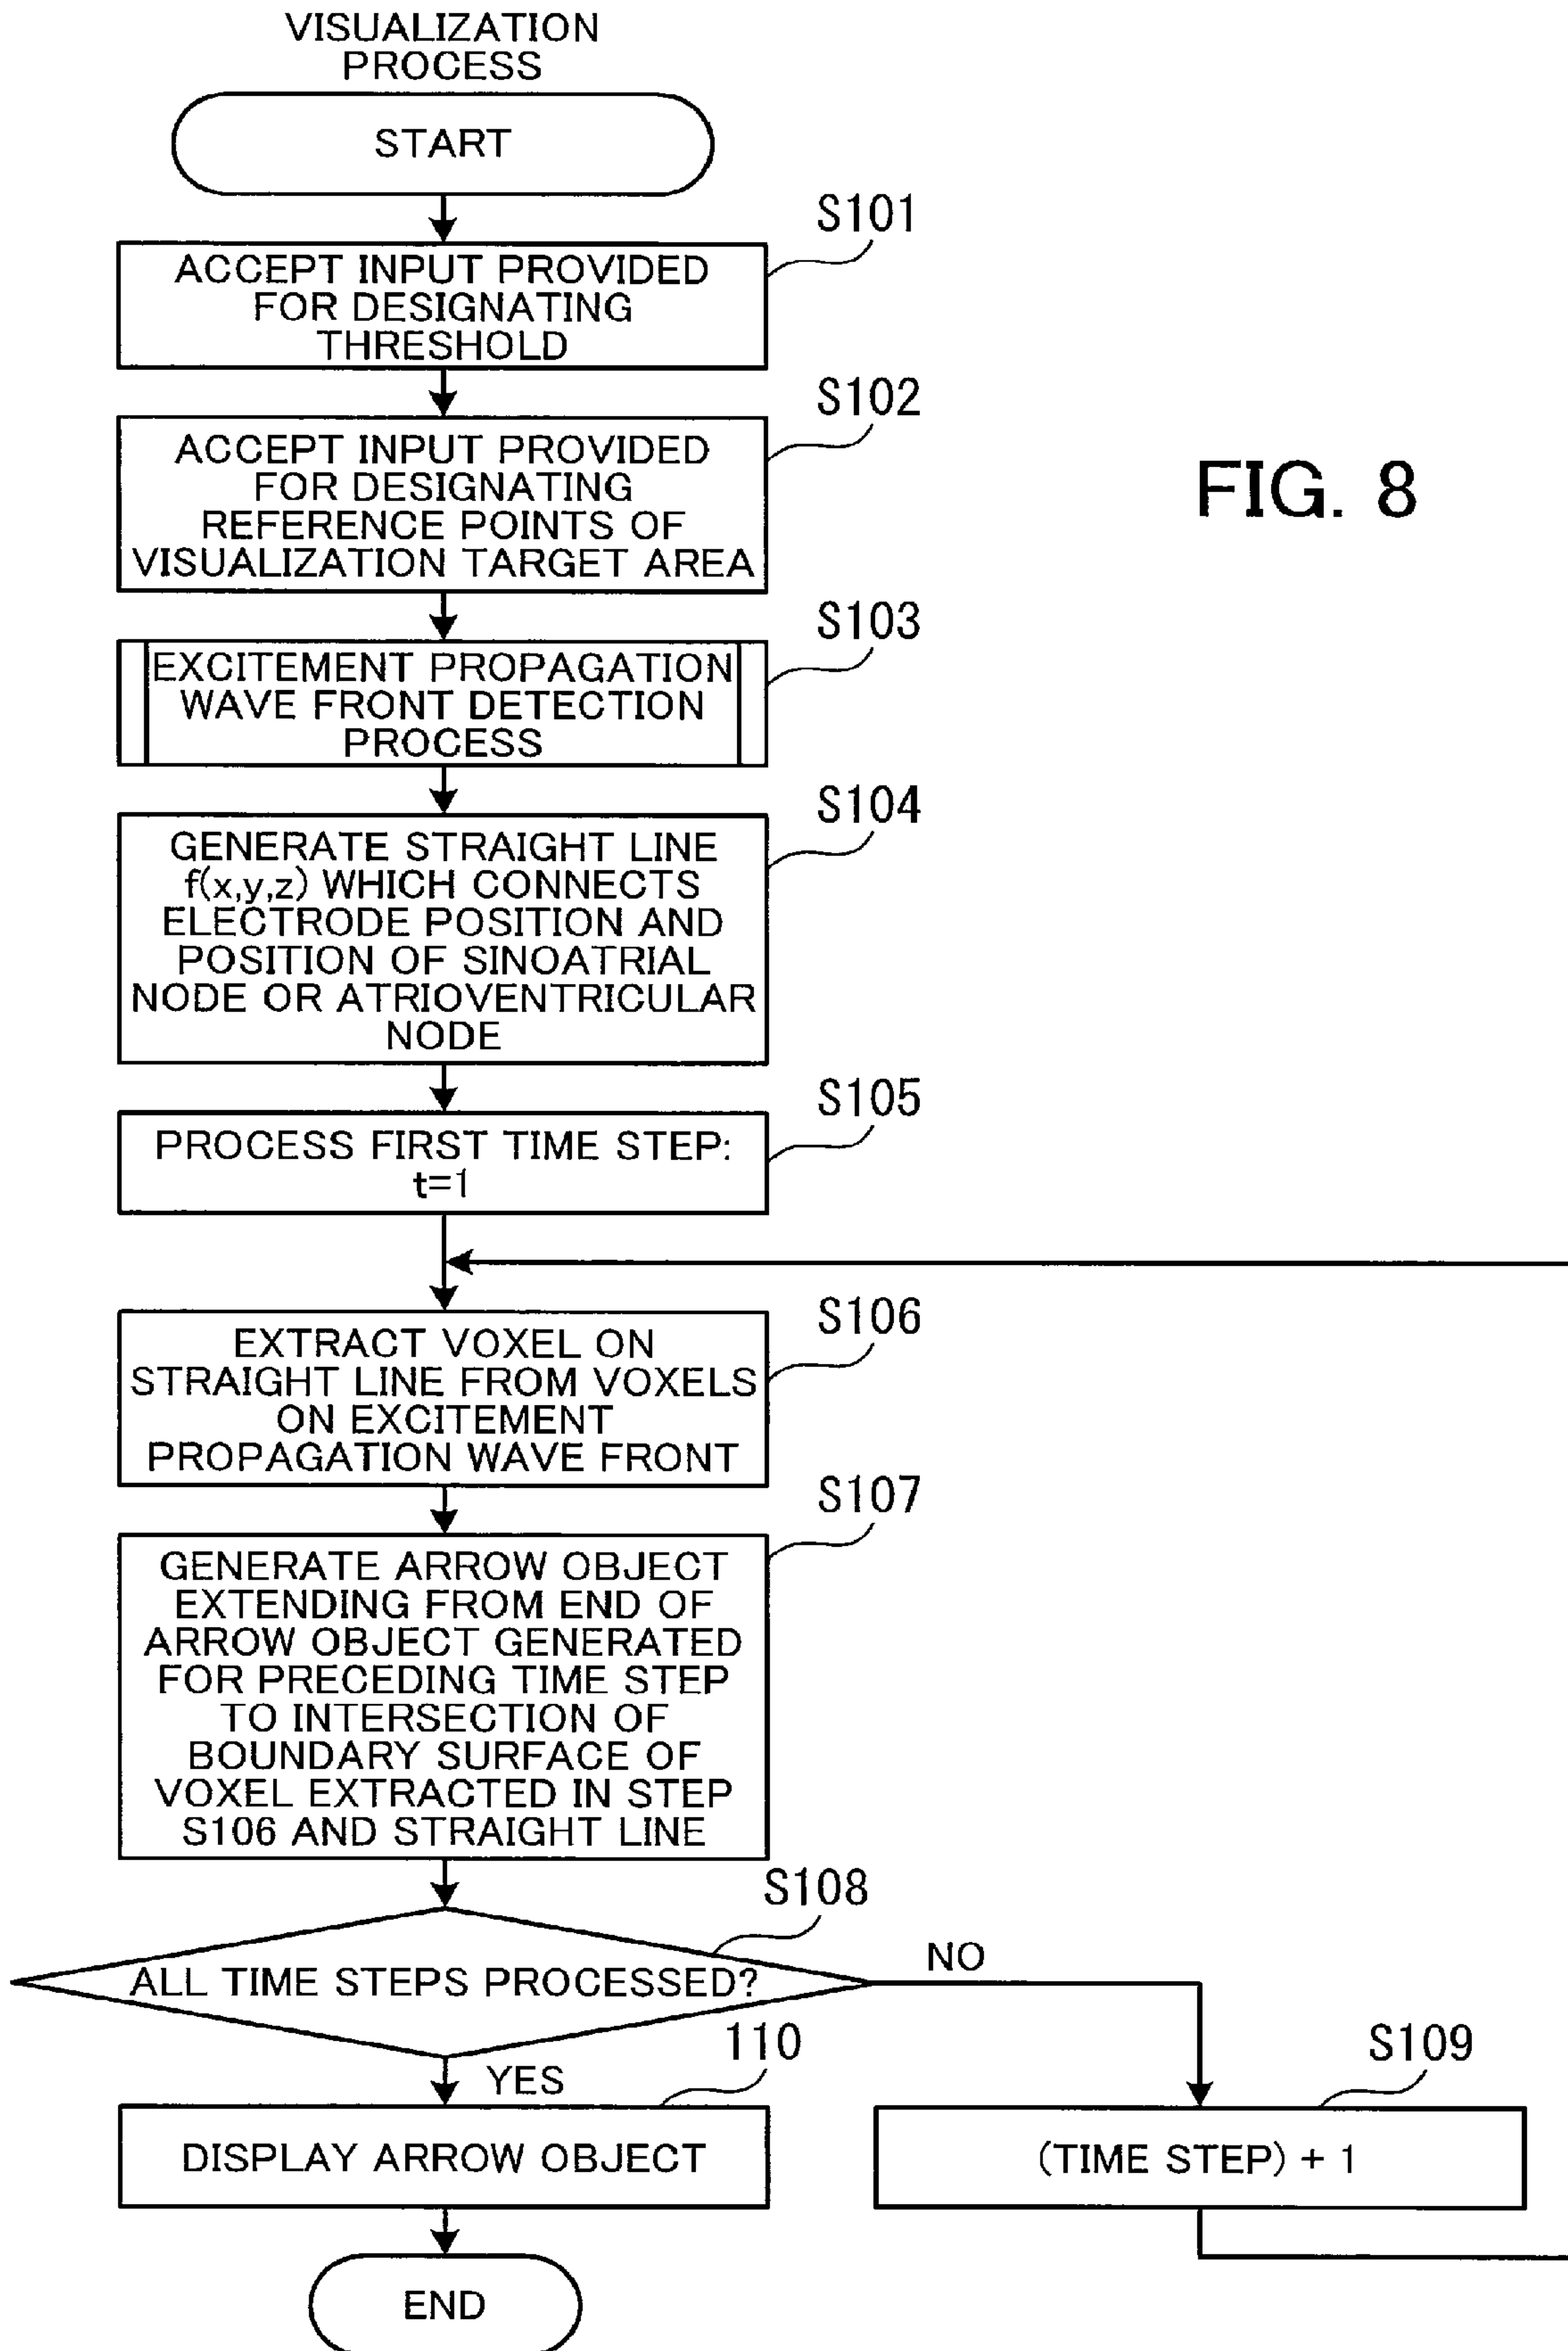 VISUALIZATION
PROCESS
START
S101
ACCEPT INPUT PROVIDED
FOR DESIGNATING
THRESHOLD
S102
ACCEPT INPUT PROVIDED
FOR DESIGNATING
REFERENCE POINTS OF
VISUALIZATION TARGET AREA
FIG. 8
S103
EXCITEMENT PROPAGATION
WAVE FRONT DETECTION
PROCESS
S104
GENERATE STRAIGHT LINE
f(x,y,z) WHICH CONNECTS
ELECTRODE POSITION AND
POSITION OF SINOATRIAL
NODE OR ATRIOVENTRICULAR
NODE
S105
PROCESS FIRST TIME STEP:
t=1
S106
EXTRACT VOXEL ON
STRAIGHT LINE FROM VOXELS
ON EXCITEMENT
PROPAGATION WAVE FRONT
S107
GENERATE ARROW OBJECT
EXTENDING FROM END OF
ARROW OBJECT GENERATED
FOR PRECEDING TIME STEP
TO INTERSECTION OF
BOUNDARY SURFACE OF
VOXEL EXTRACTED IN STEP
S106 AND STRAIGHT LINE
S108
ALL TIME STEPS PROCESSED?
NO
YES
110
DISPLAY ARROW OBJECT
S109
(TIME STEP) + 1
END